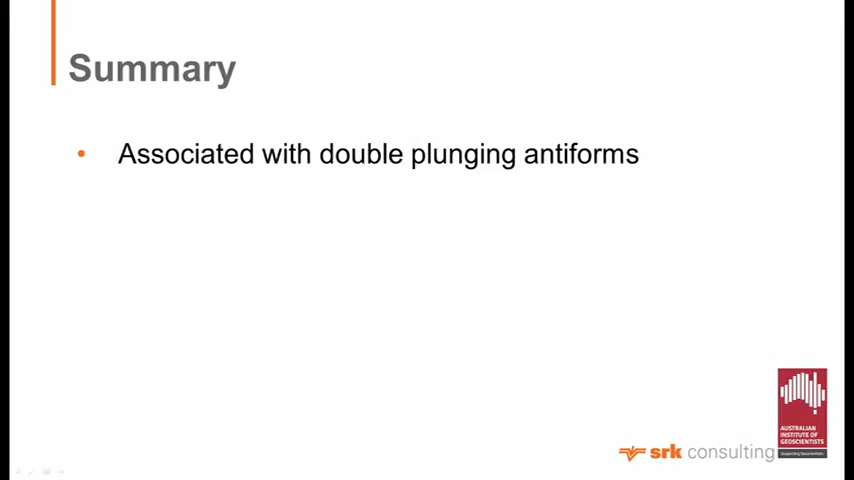 Summary
• Associated with double plunging antiforms
AUSTRALIAN
INSTITUTE OF
GEOSCIENTISTS
srk consulting